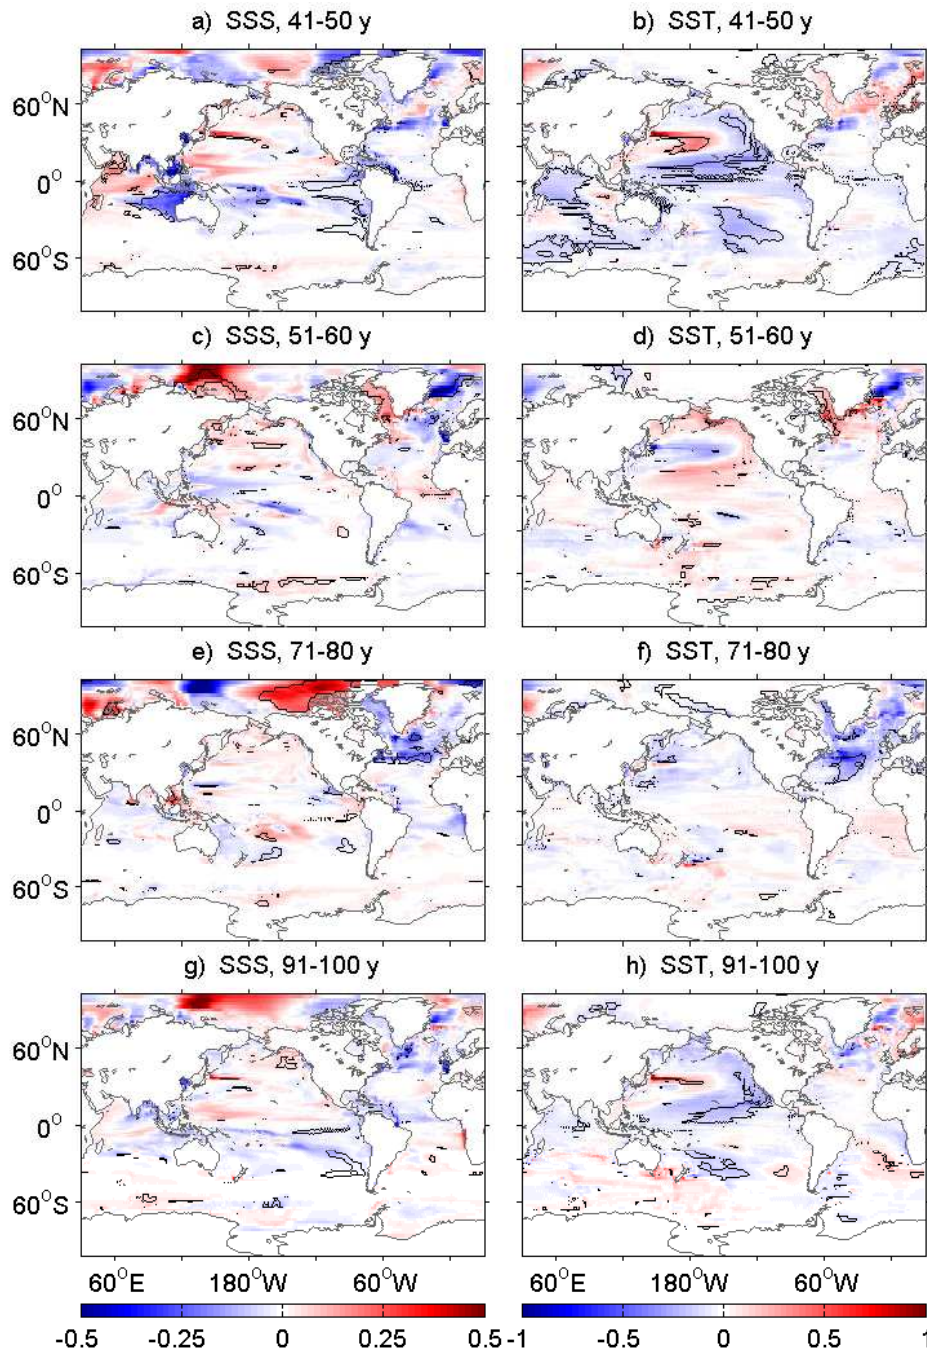 a) SSS, 41-50 y
b) SST, 41-50 y
60°N
0°
60°S
c) SSS, 51-60 y
d) SST, 51-60 y
60°N
0°
60°S
e) SSS, 71-80 y
f) SST, 71-80 y
60°N
0°
60°S
g) SSS, 91-100 y
h) SST, 91-100 y
60°N
0°
60°S
60°E 180°W 60°W
60°E 180°W 60°W
-0.5 -0.25 0 0.25 0.5
-1 -0.5 0 0.5 1